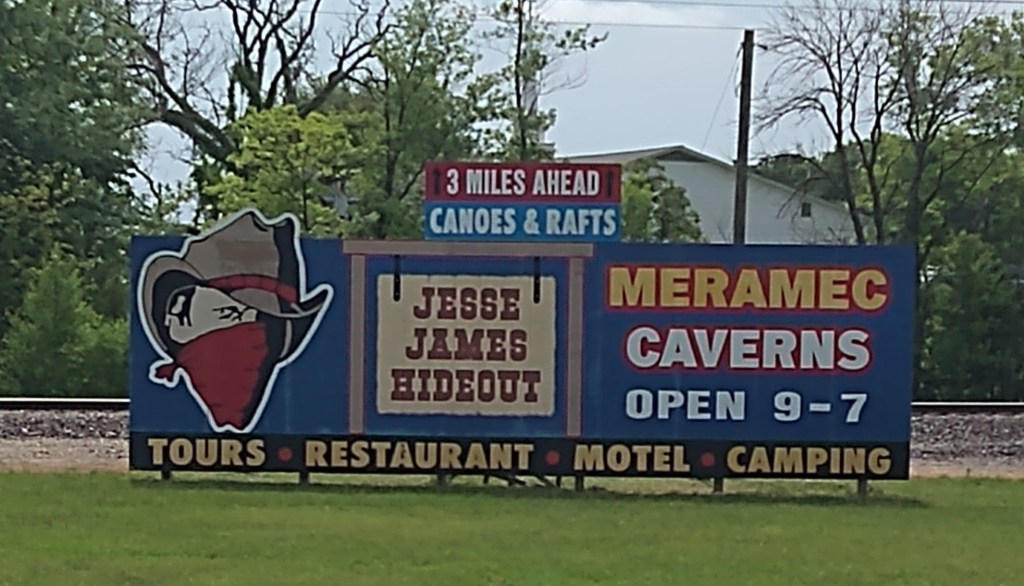 3 MILES AHEAD
CANOES & RAFTS
JESSE
JAMES
HIDEOUT
MERAMEC
CAVERNS
OPEN 9-7
TOURS • RESTAURANT • MOTEL • CAMPING